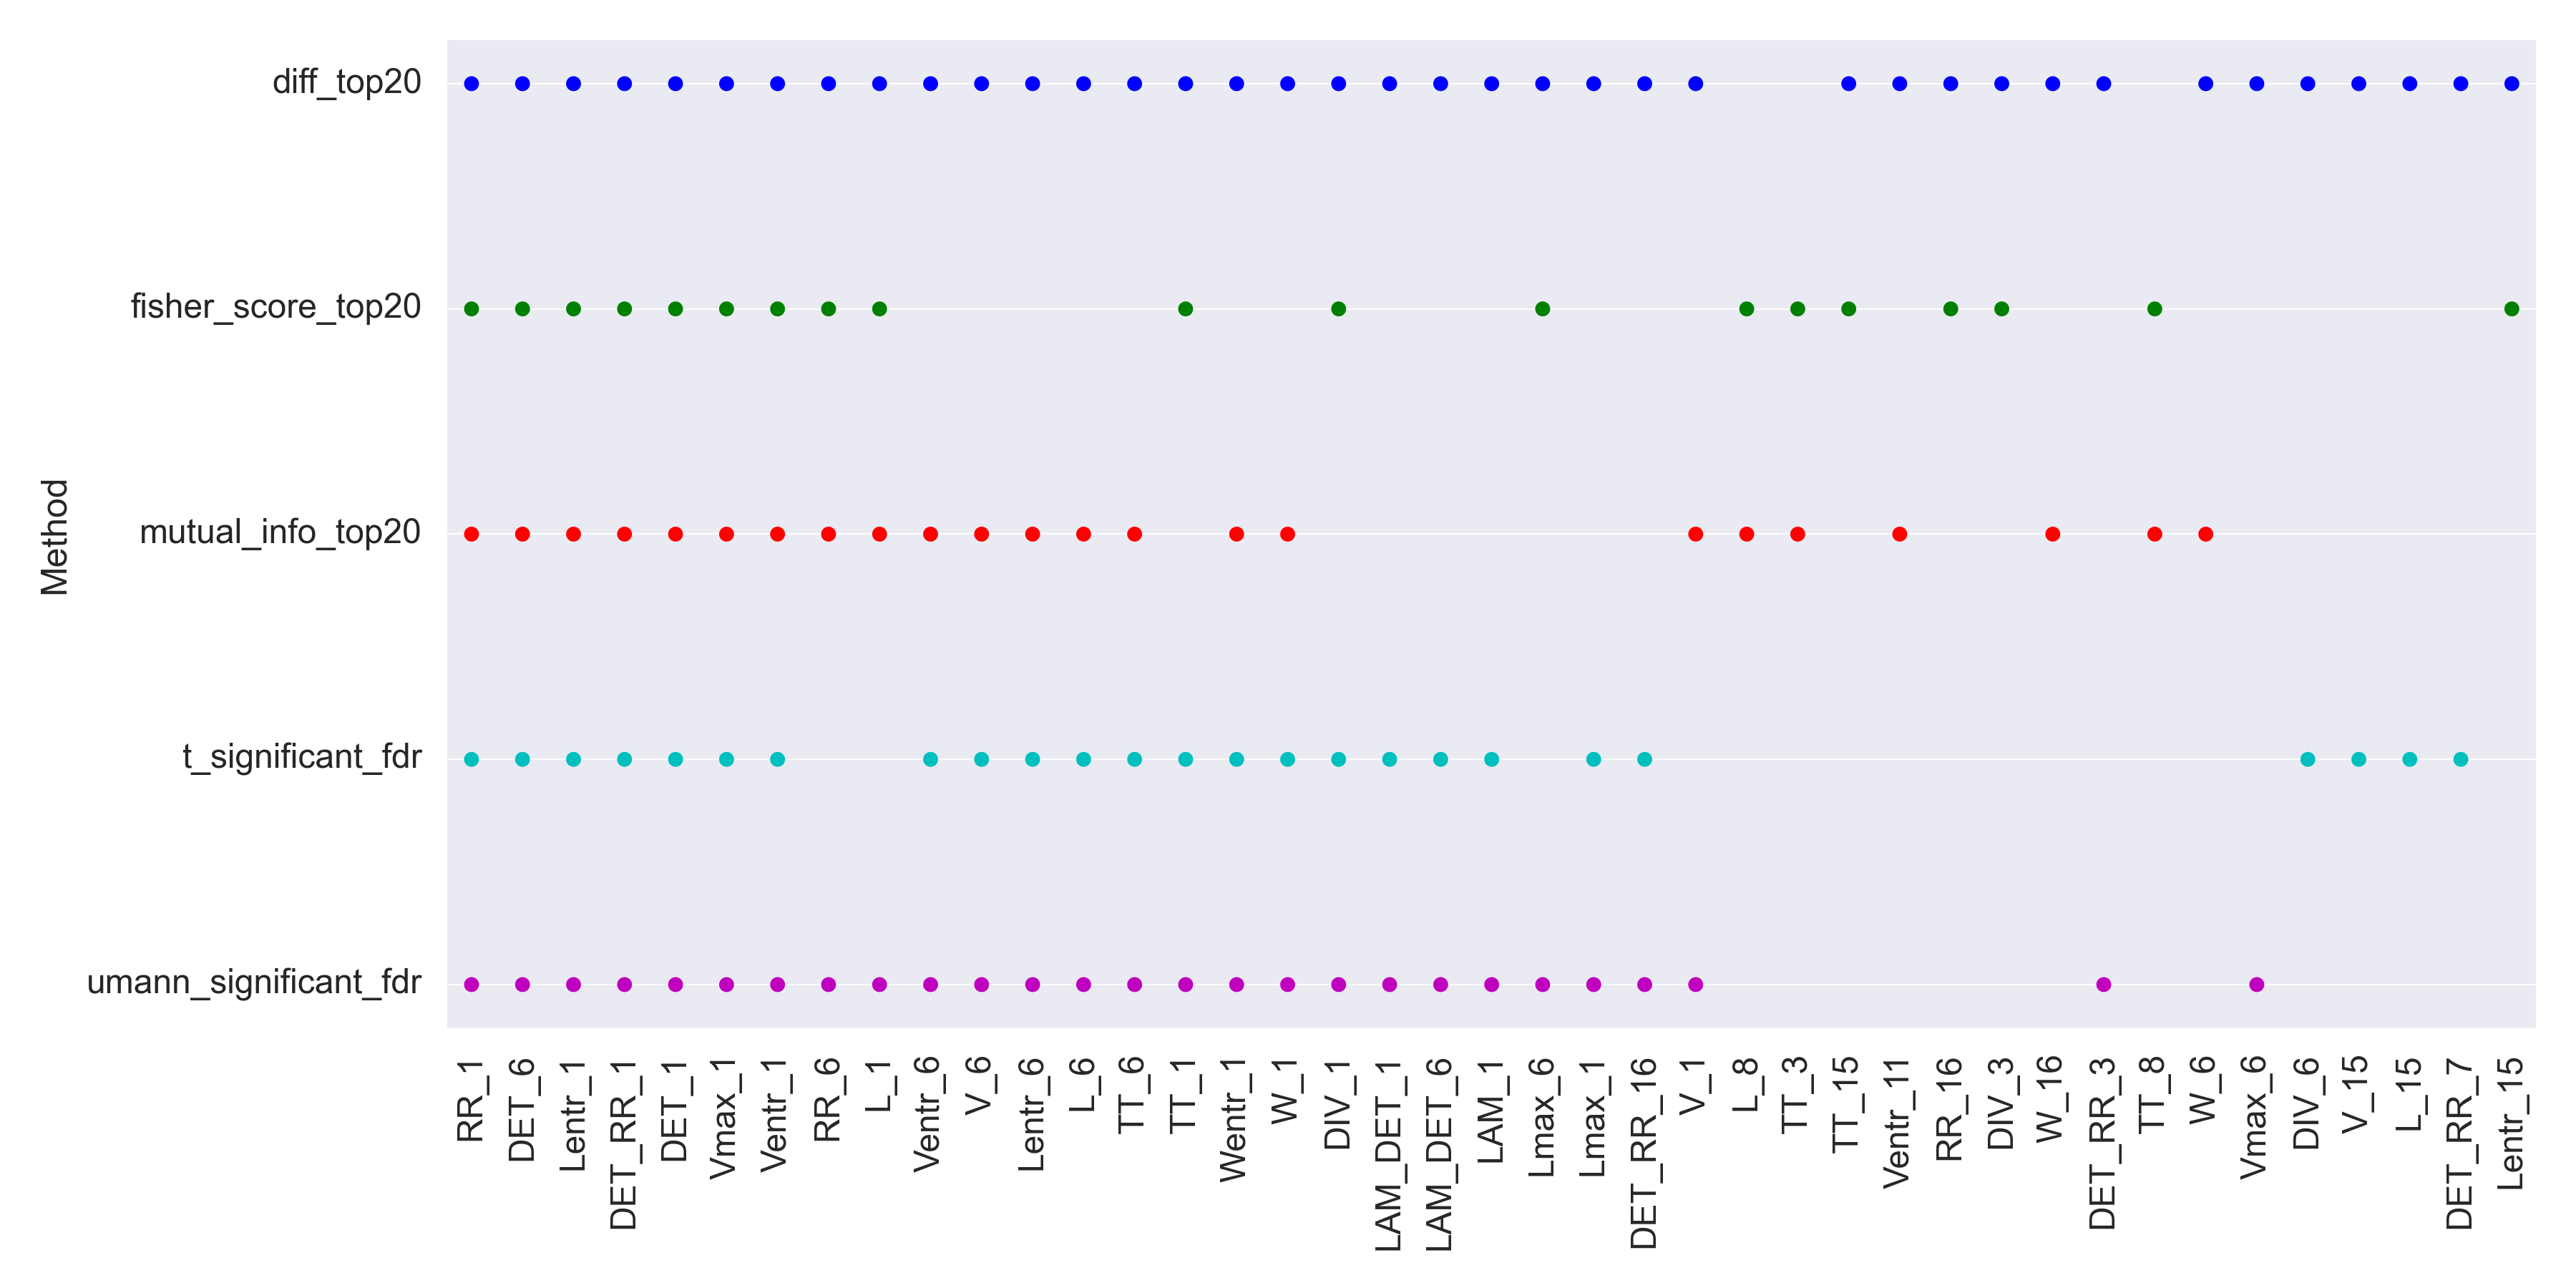 diff_top20
fisher_score_top20
mutual_info_top20
t_significant_fdr
umann_significant_fdr
Method
RR_1
DET_6
Lentr_1
DET_RR_1
DET_1
Vmax_1
Ventr_1
RR_6
L_1
Ventr_6
V_6
Lentr_6
L_6
TT_6
TT_1
Wentr_1
W_1
DIV_1
LAM_DET_1
LAM_DET_6
LAM_1
Lmax_6
Lmax_1
DET_RR_16
V_1
L_8
TT_3
TT_15
Ventr_11
RR_16
DIV_3
W_16
DET_RR_3
TT_8
W_6
Vmax_6
DIV_6
V_15
L_15
DET_RR_7
Lentr_15